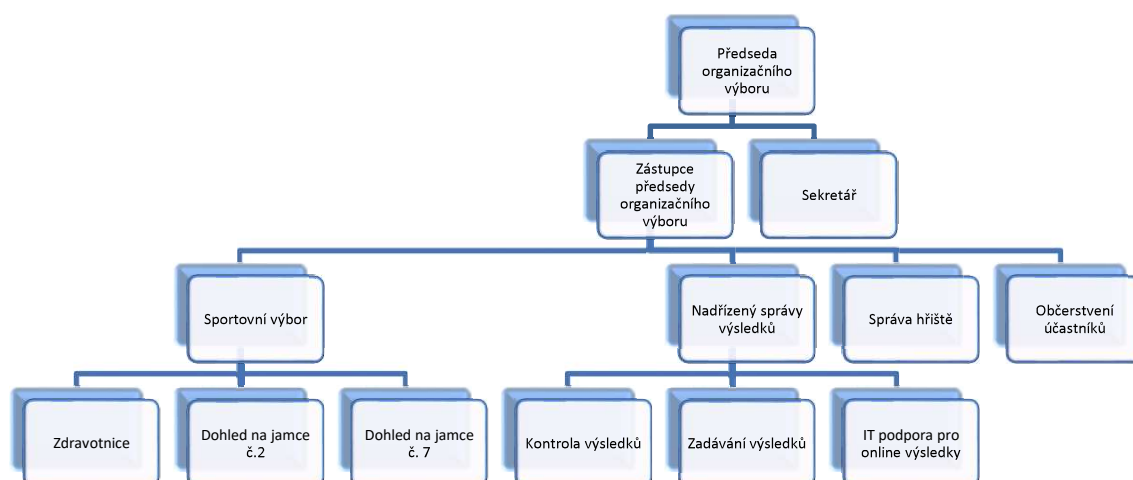 Předseda
organizačního
výboru
Zástupce
předsedy
organizačního
výboru
Sekretář
Sportovní výbor
Nadřízený správy
výsledků
Správa hřiště
Občerstvení
účastníků
Zdravotnice
Dohled na jamce
č.2
Dohled na jamce
č. 7
Kontrola výsledků
Zadávání výsledků
IT podpora pro
online výsledky